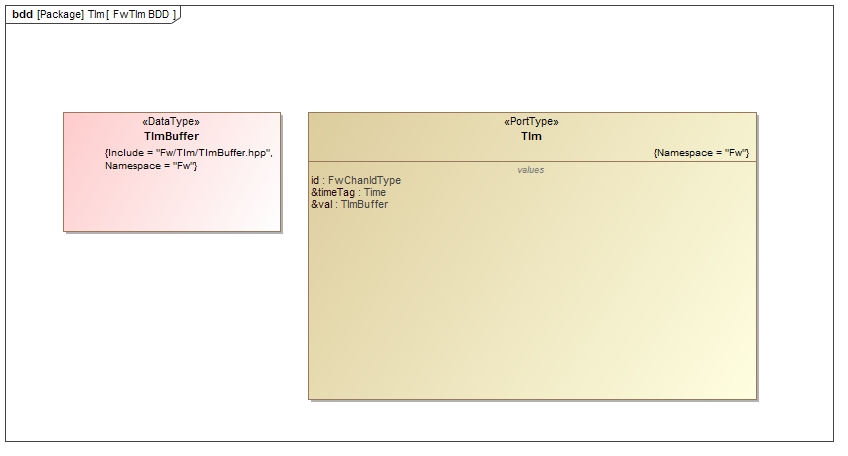 bdd [Package] Tlm [ FwTlm BDD ]
«DataType»
TlmBuffer
{Include = "Fw/Tlm/TlmBuffer.hpp",
Namespace = "Fw"}
«PortType»
Tlm
{Namespace = "Fw"}
values
id : FwChanIdType
&timeTag : Time
&val : TlmBuffer